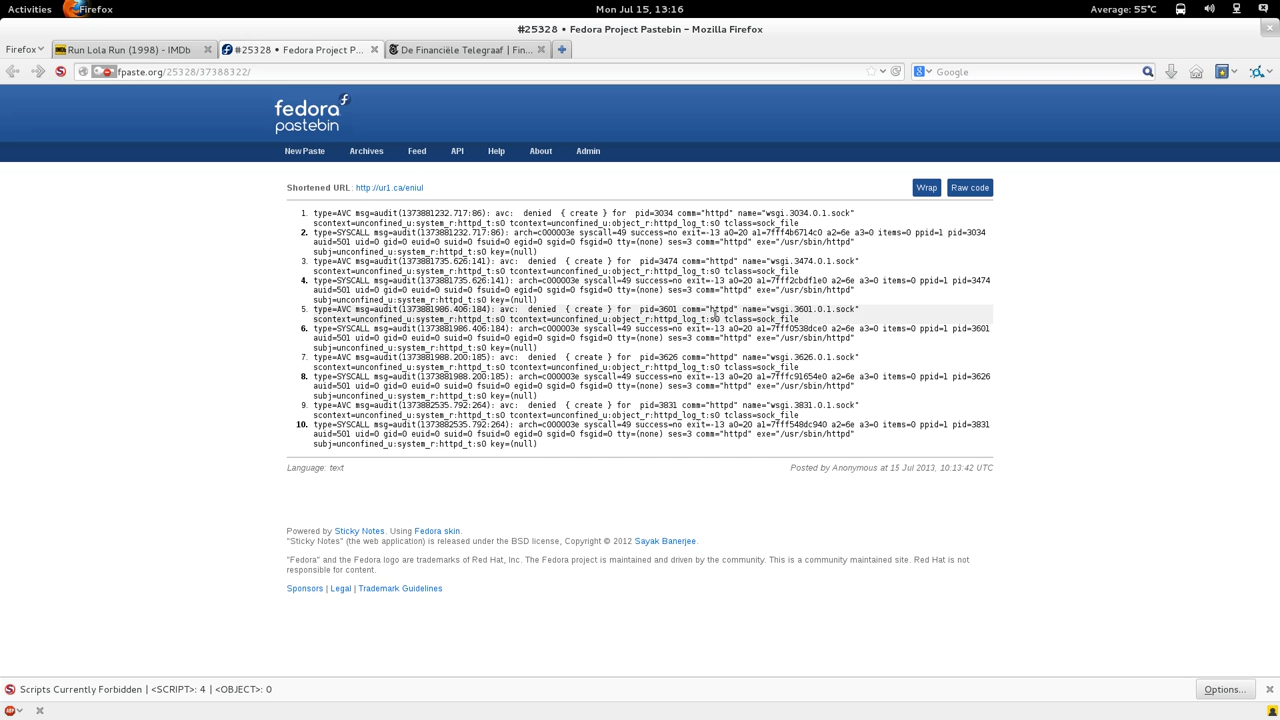 Activities Firefox Mon Jul 15, 13:16 Average: 55°C
#25328 • Fedora Project Pastebin – Mozilla Firefox
Firefox Run Lola Run (1998) – IMDb #25328 • Fedora Project P... De Financiële Telegraaf | Fin...
fpaste.org/25328/37388322/ Google
fedora
pastebin
New Paste Archives Feed API Help About Admin
Shortened URL: http://ur1.ca/eniul Wrap Raw code
1. type=AVC msg=audit(1373881232.717:86): avc: denied { create } for pid=3034 comm="httpd" name="wsgi.3034.0.1.sock"
scontext=unconfined_u:system_r:httpd_t:s0 tcontext=unconfined_u:object_r:httpd_log_t:s0 tclass=sock_file
2. type=SYSCALL msg=audit(1373881232.717:86): arch=c000003e syscall=49 success=no exit=-13 a0=20 a1=7fff4b6714c0 a2=6e a3=0 items=0 ppid=1 pid=3034
auid=501 uid=0 gid=0 euid=0 suid=0 fsuid=0 egid=0 sgid=0 fsgid=0 tty=(none) ses=3 comm="httpd" exe="/usr/sbin/httpd"
subj=unconfined_u:system_r:httpd_t:s0 key=(null)
3. type=AVC msg=audit(1373881735.626:141): avc: denied { create } for pid=3474 comm="httpd" name="wsgi.3474.0.1.sock"
scontext=unconfined_u:system_r:httpd_t:s0 tcontext=unconfined_u:object_r:httpd_log_t:s0 tclass=sock_file
4. type=SYSCALL msg=audit(1373881735.626:141): arch=c000003e syscall=49 success=no exit=-13 a0=20 a1=7fff2cbdf1e0 a2=6e a3=0 items=0 ppid=1 pid=3474
auid=501 uid=0 gid=0 euid=0 suid=0 fsuid=0 egid=0 sgid=0 fsgid=0 tty=(none) ses=3 comm="httpd" exe="/usr/sbin/httpd"
subj=unconfined_u:system_r:httpd_t:s0 key=(null)
5. type=AVC msg=audit(1373881986.406:184): avc: denied { create } for pid=3601 comm="httpd" name="wsgi.3601.0.1.sock"
scontext=unconfined_u:system_r:httpd_t:s0 tcontext=unconfined_u:object_r:httpd_log_t:s0 tclass=sock_file
6. type=SYSCALL msg=audit(1373881986.406:184): arch=c000003e syscall=49 success=no exit=-13 a0=20 a1=7fff0538dce0 a2=6e a3=0 items=0 ppid=1 pid=3601
auid=501 uid=0 gid=0 euid=0 suid=0 fsuid=0 egid=0 sgid=0 fsgid=0 tty=(none) ses=3 comm="httpd" exe="/usr/sbin/httpd"
subj=unconfined_u:system_r:httpd_t:s0 key=(null)
7. type=AVC msg=audit(1373881988.200:185): avc: denied { create } for pid=3626 comm="httpd" name="wsgi.3626.0.1.sock"
scontext=unconfined_u:system_r:httpd_t:s0 tcontext=unconfined_u:object_r:httpd_log_t:s0 tclass=sock_file
8. type=SYSCALL msg=audit(1373881988.200:185): arch=c000003e syscall=49 success=no exit=-13 a0=20 a1=7fffc91654e0 a2=6e a3=0 items=0 ppid=1 pid=3626
auid=501 uid=0 gid=0 euid=0 suid=0 fsuid=0 egid=0 sgid=0 fsgid=0 tty=(none) ses=3 comm="httpd" exe="/usr/sbin/httpd"
subj=unconfined_u:system_r:httpd_t:s0 key=(null)
9. type=AVC msg=audit(1373882535.792:264): avc: denied { create } for pid=3831 comm="httpd" name="wsgi.3831.0.1.sock"
scontext=unconfined_u:system_r:httpd_t:s0 tcontext=unconfined_u:object_r:httpd_log_t:s0 tclass=sock_file
10. type=SYSCALL msg=audit(1373882535.792:264): arch=c000003e syscall=49 success=no exit=-13 a0=20 a1=7fff548dc940 a2=6e a3=0 items=0 ppid=1 pid=3831
auid=501 uid=0 gid=0 euid=0 suid=0 fsuid=0 egid=0 sgid=0 fsgid=0 tty=(none) ses=3 comm="httpd" exe="/usr/sbin/httpd"
subj=unconfined_u:system_r:httpd_t:s0 key=(null)
Language: text Posted by Anonymous at 15 Jul 2013, 10:13:42 UTC
Powered by Sticky Notes. Using Fedora skin.
"Sticky Notes" (the web application) is released under the BSD license, Copyright © 2012 Sayak Banerjee.
"Fedora" and the Fedora logo are trademarks of Red Hat, Inc. The Fedora project is maintained and driven by the community. This is a community maintained site. Red Hat is not
responsible for content.
Sponsors | Legal | Trademark Guidelines
Scripts Currently Forbidden | <SCRIPT>: 4 | <OBJECT>: 0 Options...